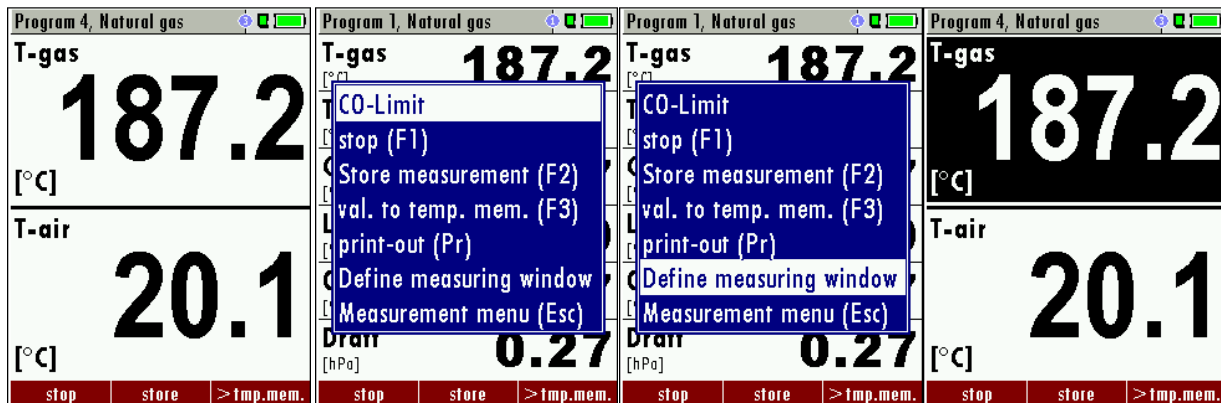 Program 4, Natural gas
T-gas
187.2
[°C]
T-air
20.1
[°C]
stop store >tmp.mem.
Program 1, Natural gas
T-gas
187.2
[°C]
CO-Limit
stop (F1)
Store measurement (F2)
val. to temp. mem. (F3)
print-out (Pr)
Define measuring window
Measurement menu (Esc)
Draft
0.27
[hPa]
stop store >tmp.mem.
Program 1, Natural gas
T-gas
187.2
[°C]
CO-Limit
stop (F1)
Store measurement (F2)
val. to temp. mem. (F3)
print-out (Pr)
Define measuring window
Measurement menu (Esc)
Draft
0.27
[hPa]
stop store >tmp.mem.
Program 4, Natural gas
T-gas
187.2
[°C]
T-air
20.1
[°C]
stop store >tmp.mem.